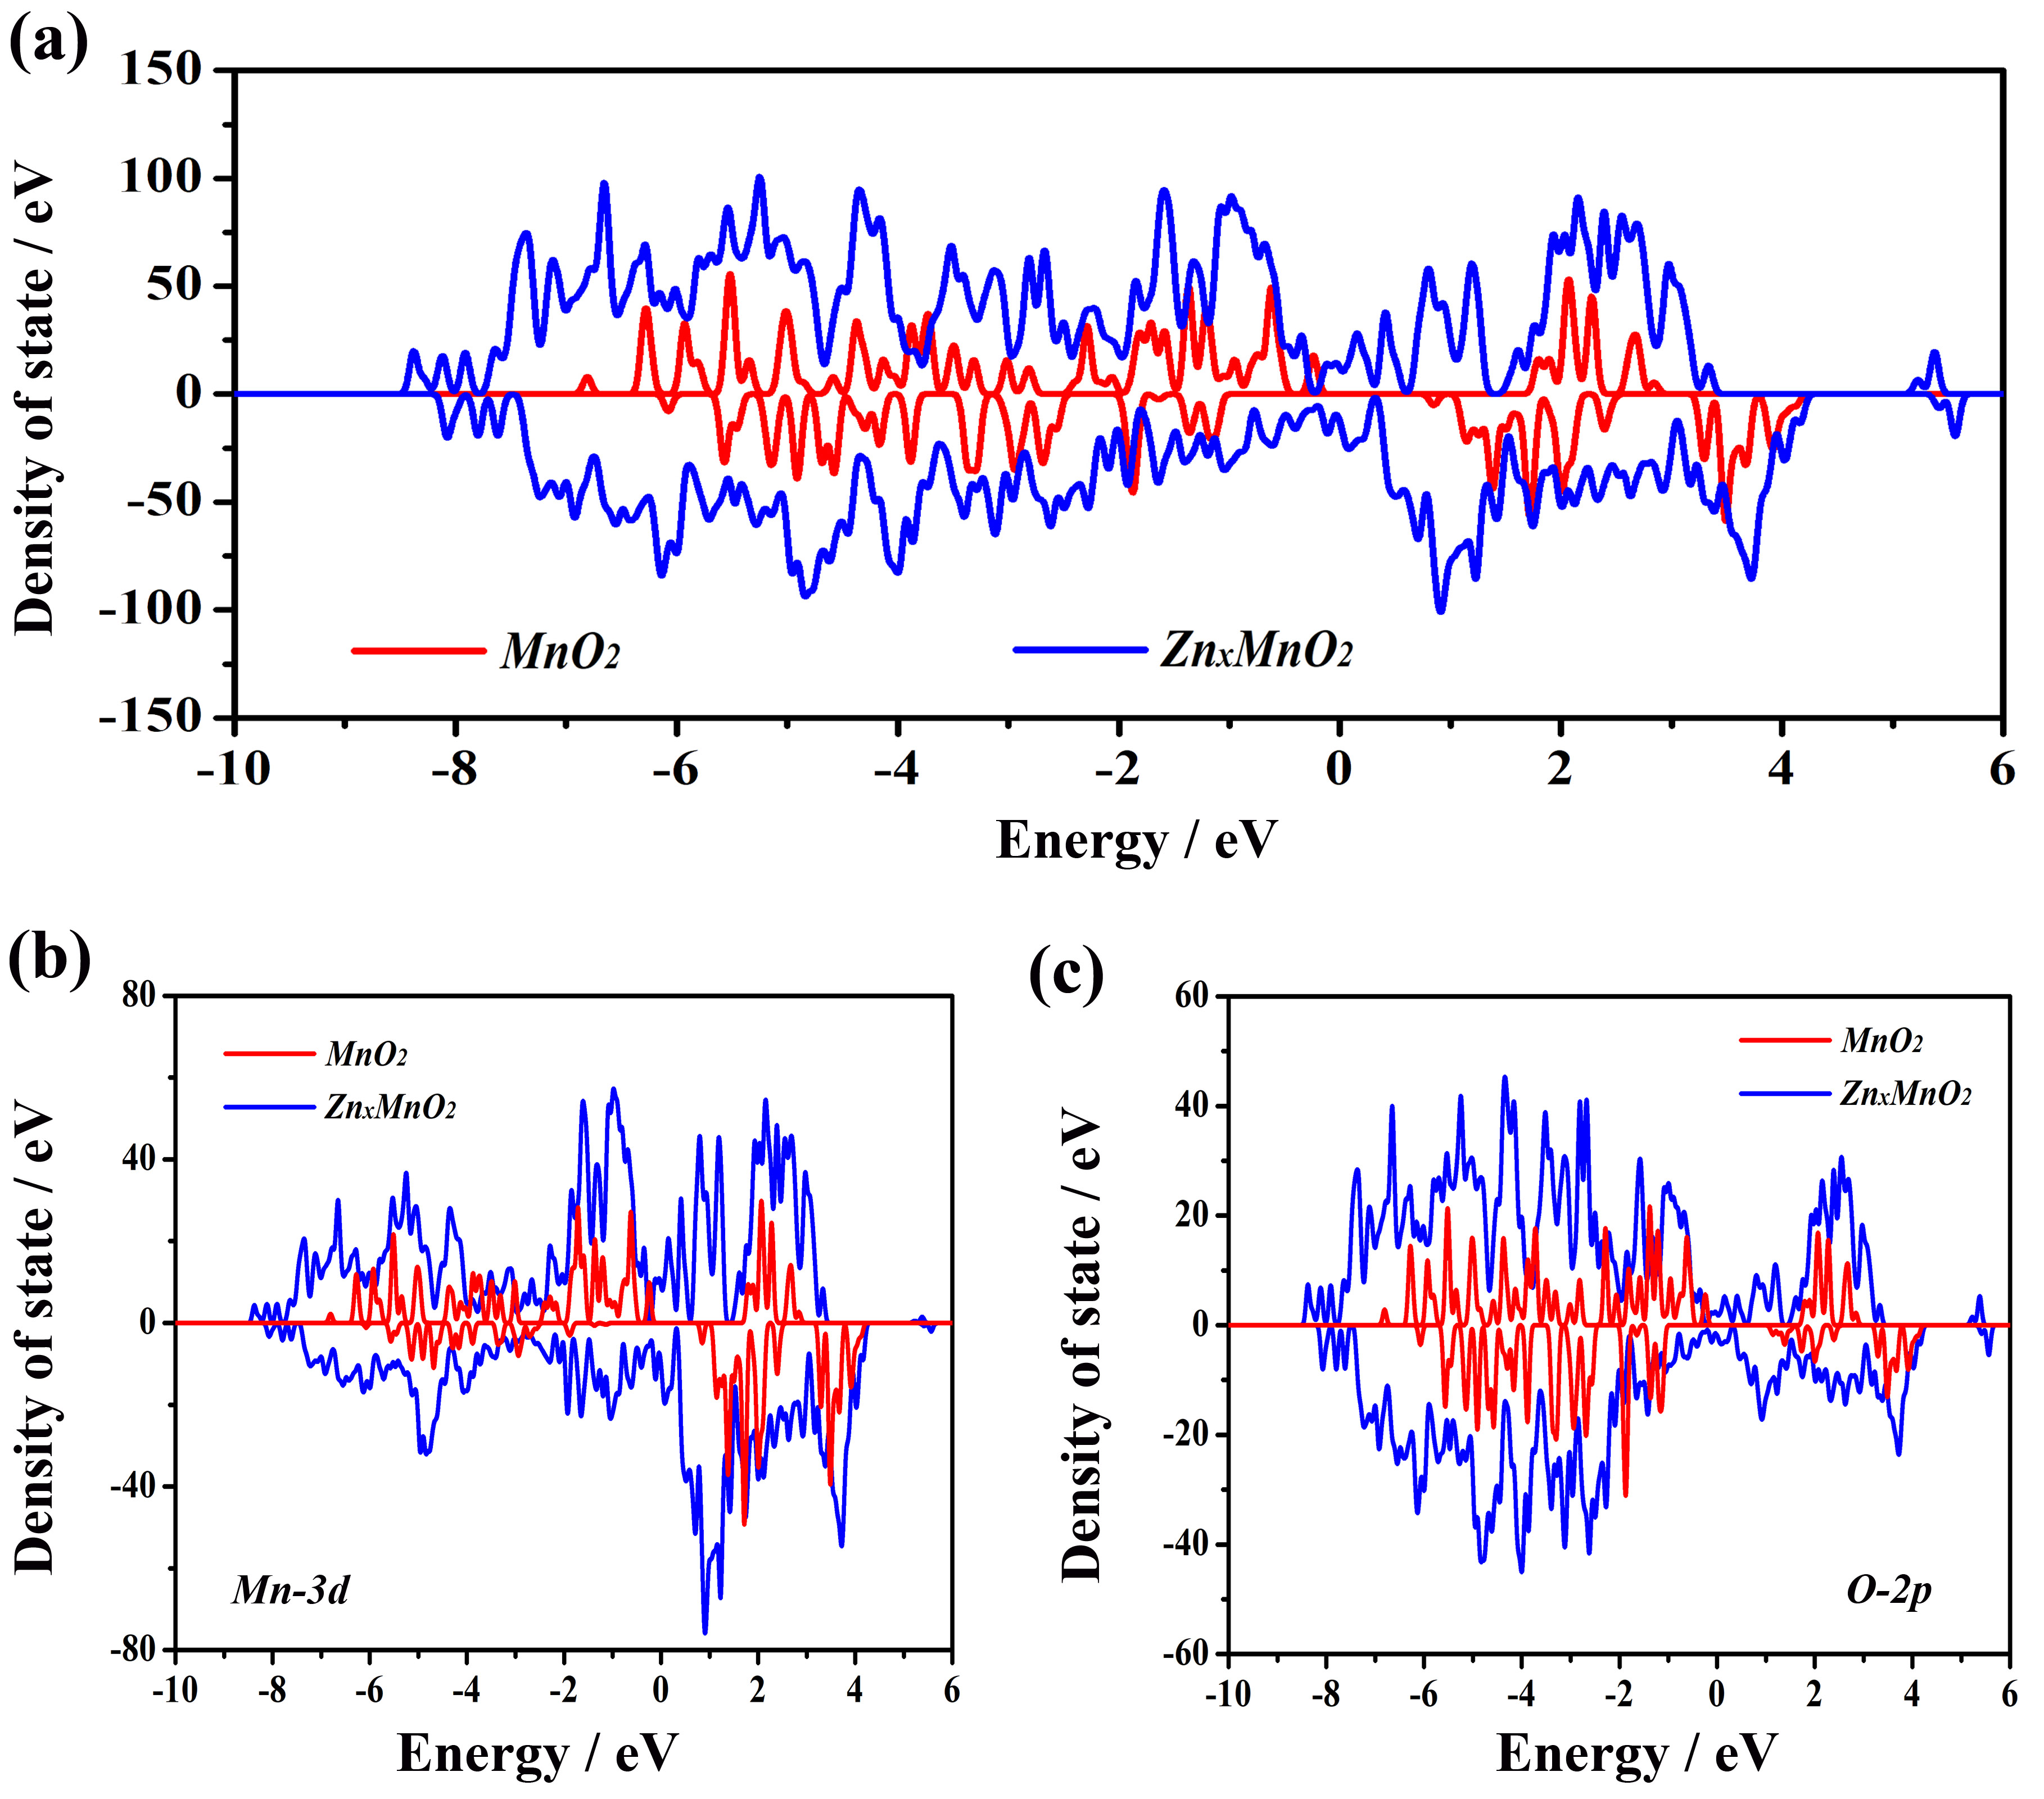 (a)
Density of state / eV
150
100
50
0
-50
-100
-150
MnO2
ZnxMnO2
-10 -8 -6 -4 -2 0 2 4 6
Energy / eV
(b)
Density of state / eV
80
40
0
-40
-80
MnO2
ZnxMnO2
Mn-3d
-10 -8 -6 -4 -2 0 2 4 6
Energy / eV
(c)
Density of state / eV
60
40
20
0
-20
-40
-60
MnO2
ZnxMnO2
O-2p
-10 -8 -6 -4 -2 0 2 4 6
Energy / eV